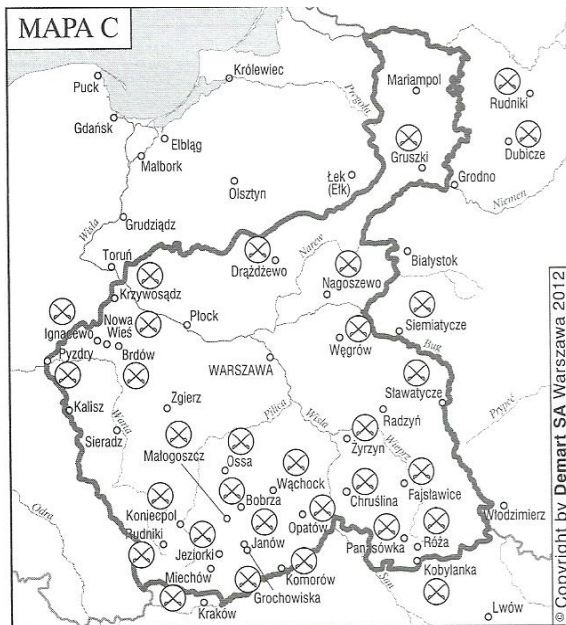 MAPA C
Królewiec
Puck
Mariampol
Rudniki
Pregoła
Gdańsk
Elbląg
Malbork
Gruszki
Dubicze
Olsztyn
Łek
(Ełk)
Grodno
Niemen
Wisła
Grudziądz
Toruń
Drążdżewo
Narew
Białystok
Nagoszewo
Krzywosądz
Ignacewo
Nowa
Wieś
Płock
Siemiatycze
Węgrów
Bug
Pyzdry
Brdów
WARSZAWA
Sławatycze
Zgierz
Kalisz
Warta
Pilica
Wisła
Radzyń
Prypeć
Sieradz
Małogoszcz
Ossa
Żyrzyn
Wieprz
Wąchock
Bobrza
Chruślina
Fajsławice
Koniecpol
Opatów
Włodzimierz
Odra
Rudniki
Jeziorki
Janów
Panasówka
Róża
Miechów
Komorów
Kobylanka
Grochowiska
San
Kraków
Lwów
© Copyright by Demart SA Warszawa 2012